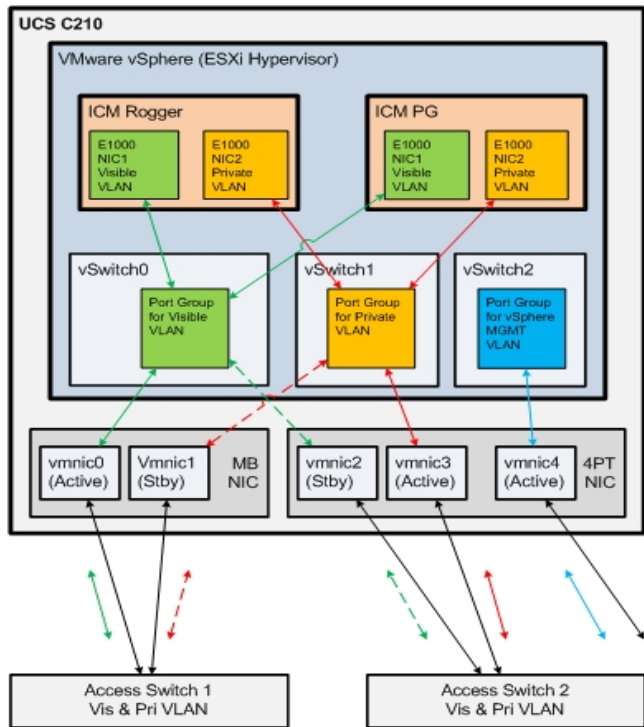 UCS C210
VMware vSphere (ESXi Hypervisor)
ICM Rogger
E1000
NIC1
Visible
VLAN
E1000
NIC2
Private
VLAN
ICM PG
E1000
NIC1
Visible
VLAN
E1000
NIC2
Private
VLAN
vSwitch0
Port Group
for Visible
VLAN
vSwitch1
Port Group
for Private
VLAN
vSwitch2
Port Group
for vSphere
MGMT
VLAN
vmnic0
(Active)
Vmnic1
(Stby)
MB
NIC
vmnic2
(Stby)
vmnic3
(Active)
vmnic4
(Active)
4PT
NIC
Access Switch 1
Vis & Pri VLAN
Access Switch 2
Vis & Pri VLAN